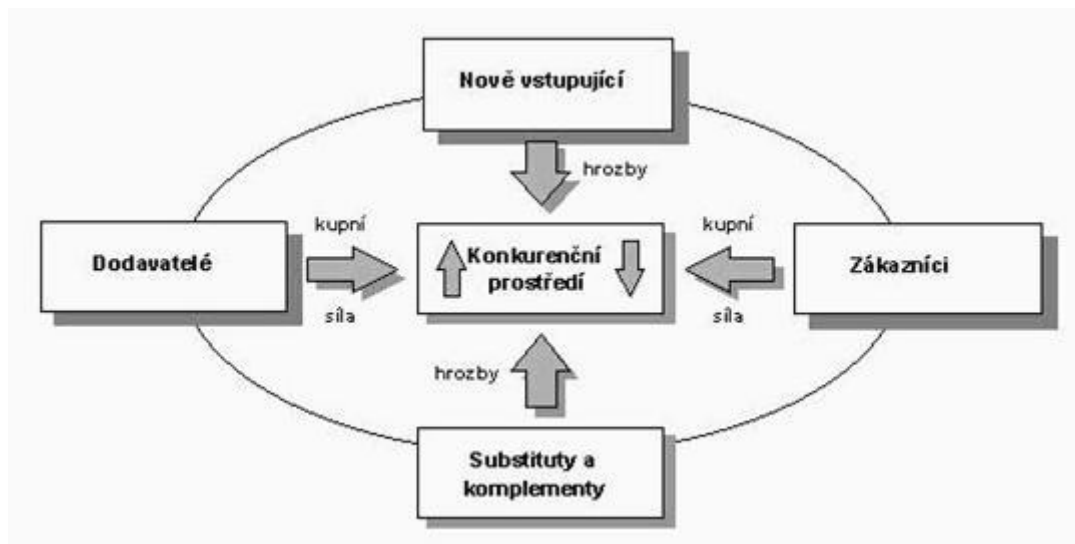 Nově vstupující
hrozby
kupní
kupní
Dodavatelé
Konkurenční
prostředí
Zákazníci
síla
síla
hrozby
Substituty a
komplementy